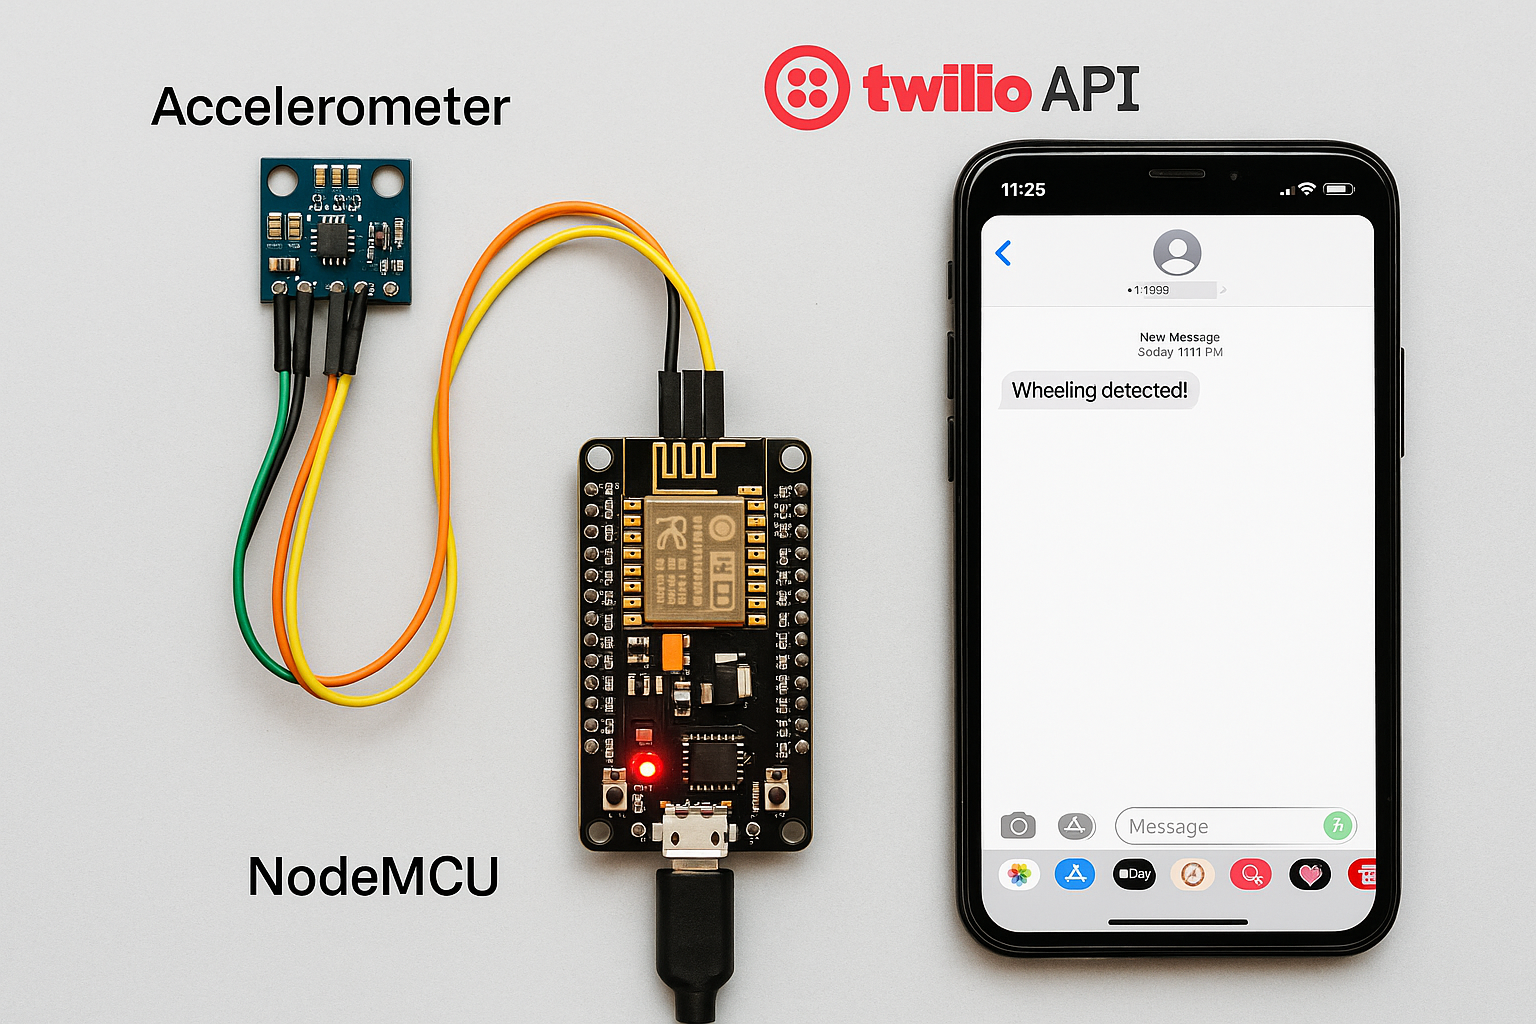 Accelerometer
twilio API
11:25
1:1999
New Message
Soday 1111 PM
Wheeling detected!
Message
Day
NodeMCU